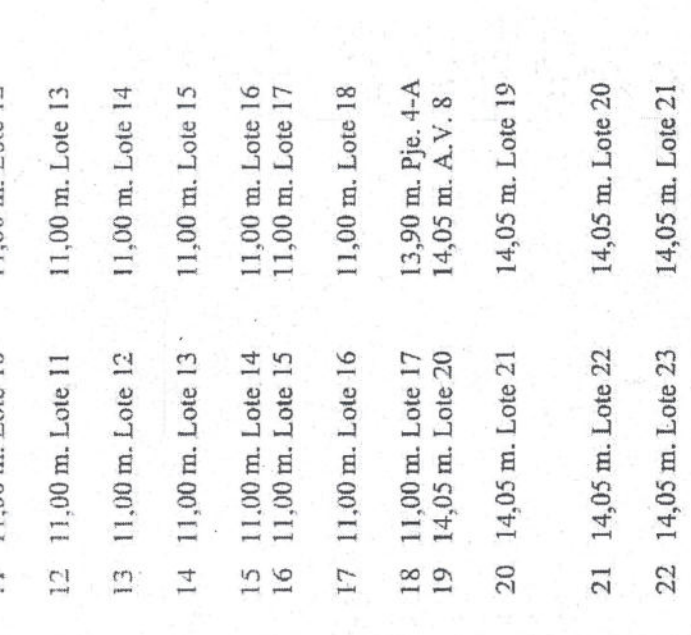 12 11,00 m. Lote 11 11,00 m. Lote 13
13 11,00 m. Lote 12 11,00 m. Lote 14
14 11,00 m. Lote 13 11,00 m. Lote 15
15 11.00 m. Lote 14 11,00 m. Lote 16
16 11,00 m. Lote 15 11,00 m. Lote 17
17 11,00 m. Lote 16 11,00 m. Lote 18
18 11,00 m. Lote 17 13,90 m. Pje. 4-A
19 14,05 m. Lote 20 14,05 m. A.V. 8
20 14,05 m. Lote 21 14,05 m. Lote 19
21 14,05 m. Lote 22 14,05 m. Lote 20
22 14,05 m. Lote 23 14,05 m. Lote 21